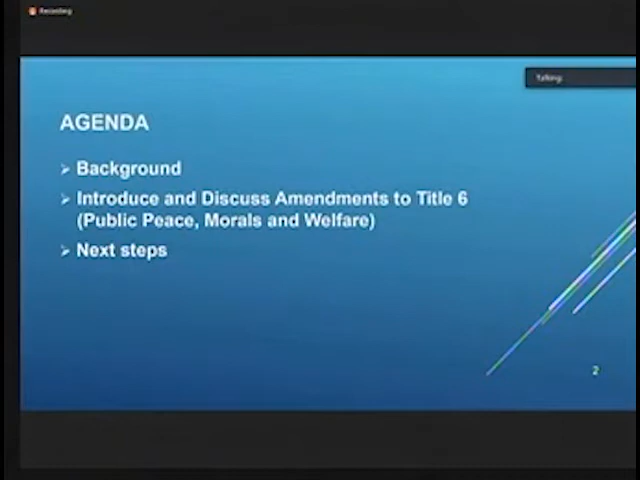 Recording
Talking:
AGENDA
Background
Introduce and Discuss Amendments to Title 6
(Public Peace, Morals and Welfare)
Next steps
2